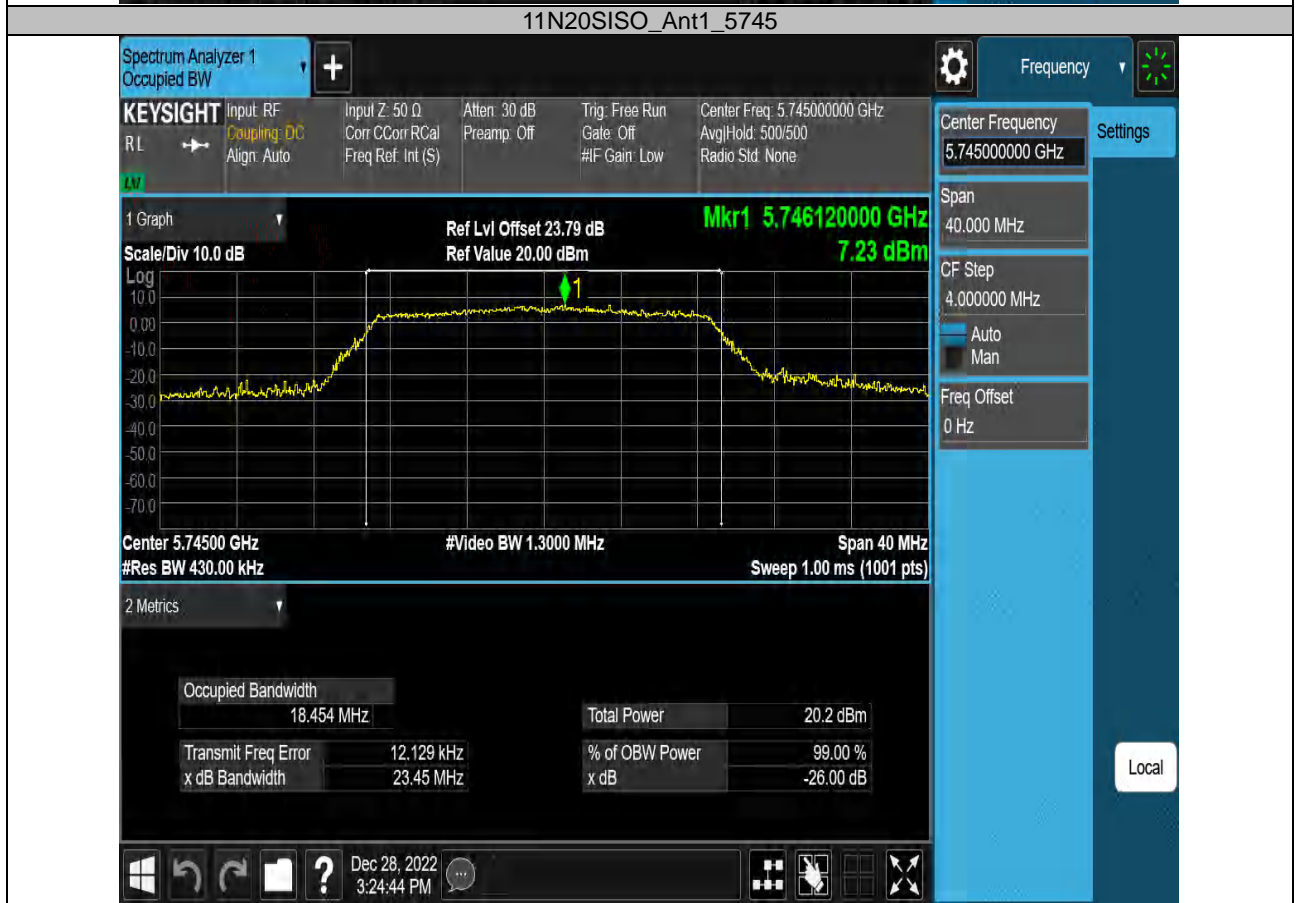 11N20SISO_Ant1_5745
Spectrum Analyzer 1
Occupied BW
Frequency
KEYSIGHT
RL
LXI
Input: RF
Coupling: DC
Align: Auto
Input Z: 50 Ω
Corr CCorr RCal
Freq Ref: Int (S)
Atten: 30 dB
Preamp: Off
Trig: Free Run
Gate: Off
#IF Gain: Low
Center Freq: 5.745000000 GHz
Avg|Hold: 500/500
Radio Std: None
Center Frequency
5.745000000 GHz
Settings
Span
40.000 MHz
CF Step
4.000000 MHz
Auto
Man
Freq Offset
0 Hz
1 Graph
Scale/Div 10.0 dB
Ref Lvl Offset 23.79 dB
Ref Value 20.00 dBm
Mkr1 5.746120000 GHz
7.23 dBm
Log
10.0
0.00
-10.0
-20.0
-30.0
-40.0
-50.0
-60.0
-70.0
1
Center 5.74500 GHz
#Video BW 1.3000 MHz
Span 40 MHz
#Res BW 430.00 kHz
Sweep 1.00 ms (1001 pts)
2 Metrics
Occupied Bandwidth
18.454 MHz
Total Power 20.2 dBm
Transmit Freq Error 12.129 kHz
% of OBW Power 99.00 %
x dB Bandwidth 23.45 MHz
x dB -26.00 dB
Local
?
Dec 28, 2022
3:24:44 PM